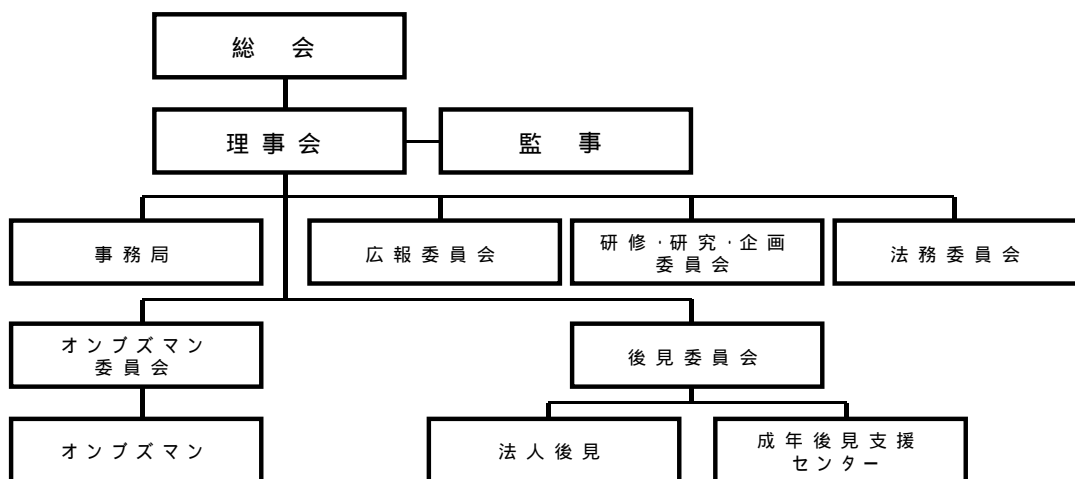 総会
理事会
監事
事務局
広報委員会
研修・研究・企画
委員会
法務委員会
オンブズマン
委員会
後見委員会
オンブズマン
法人後見
成年後見支援
センター